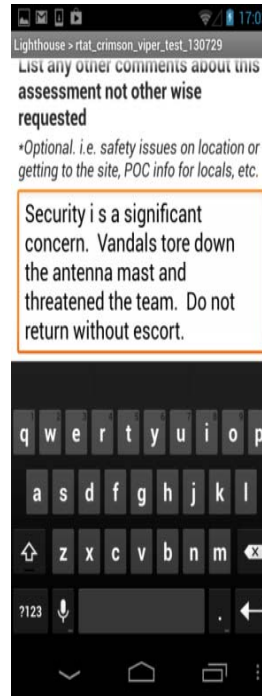 17:0
Lighthouse > rtat_crimson_viper_test_130729
List any other comments about this
assessment not other wise
requested
*Optional. i.e. safety issues on location or
getting to the site, POC info for locals, etc.
Security i s a significant
concern.  Vandals tore down
the antenna mast and
threatened the team.  Do not
return without escort.
q w e r t y u i o p
a s d f g h j k l
z x c v b n m
?123 .